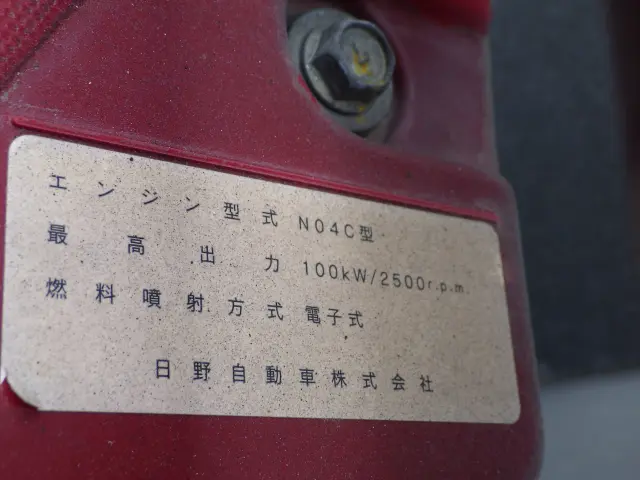 エンジン型式 N04C型
最高出力 100kW/2500r.p.m.
燃料噴射方式 電子式
日野自動車株式会社